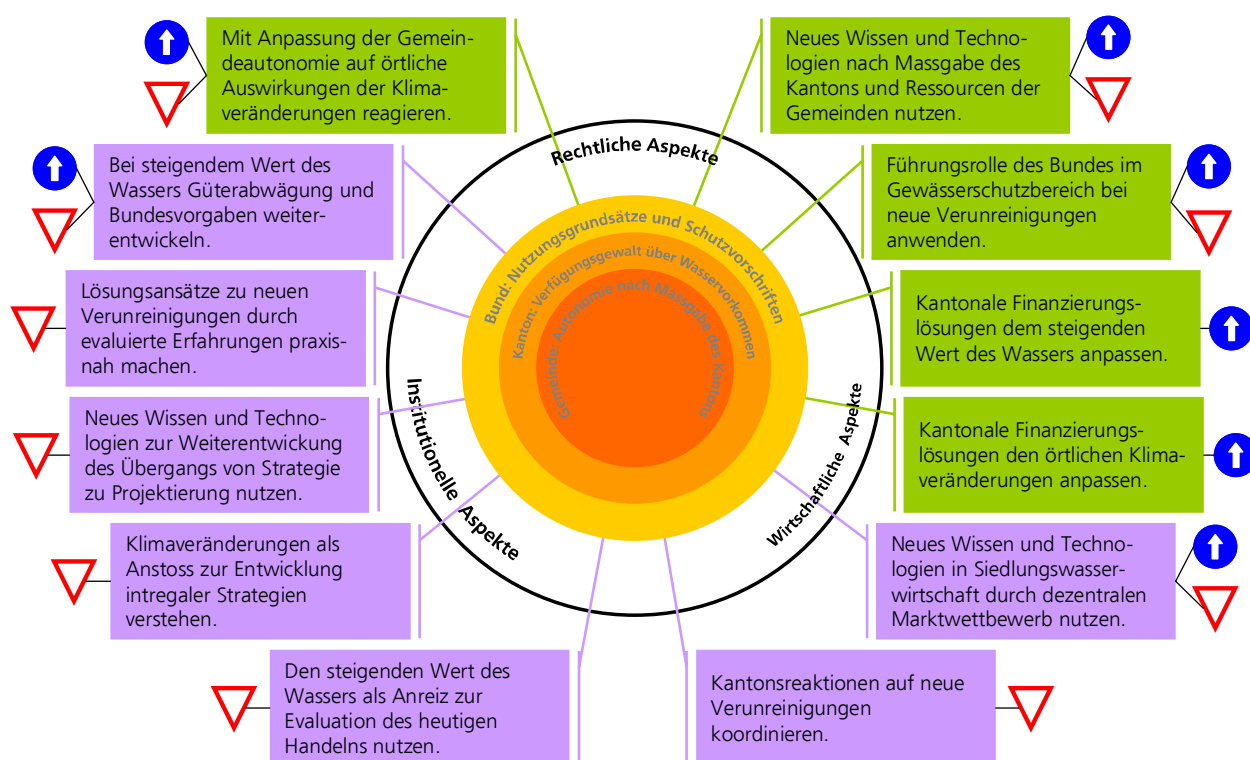 Mit Anpassung der Gemein-
deautonomie auf örtliche
Auswirkungen der Klima-
veränderungen reagieren.
Neues Wissen und Techno-
logien nach Massgabe des
Kantons und Ressourcen der
Gemeinden nutzen.
Bei steigendem Wert des
Wassers Güterabwägung und
Bundesvorgaben weiter-
entwickeln.
Führungsrolle des Bundes im
Gewässerschutzbereich bei
neue Verunreinigungen
anwenden.
Lösungsansätze zu neuen
Verunreinigungen durch
evaluierte Erfahrungen praxis-
nah machen.
Kantonale Finanzierungs-
lösungen dem steigenden
Wert des Wassers anpassen.
Neues Wissen und Techno-
logien zur Weiterentwickung
des Übergangs von Strategie
zu Projektierung nutzen.
Kantonale Finanzierungs-
lösungen den örtlichen Klima-
veränderungen anpassen.
Klimaveränderungen als
Anstoss zur Entwicklung
intregaler Strategien
verstehen.
Neues Wissen und Techno-
logien in Siedlungswasser-
wirtschaft durch dezentralen
Marktwettbewerb nutzen.
Den steigenden Wert des
Wassers als Anreiz zur
Evaluation des heutigen
Handelns nutzen.
Kantonsreaktionen auf neue
Verunreinigungen
koordinieren.
Rechtliche Aspekte
Institutionelle Aspekte
Wirtschaftliche Aspekte
Bund: Nutzungsgrundsätze und Schutzvorschriften
Kanton: Verfügungsgewalt über Wasservorkommen
Gemeinde: Autonomie nach Massgabe des Kantons